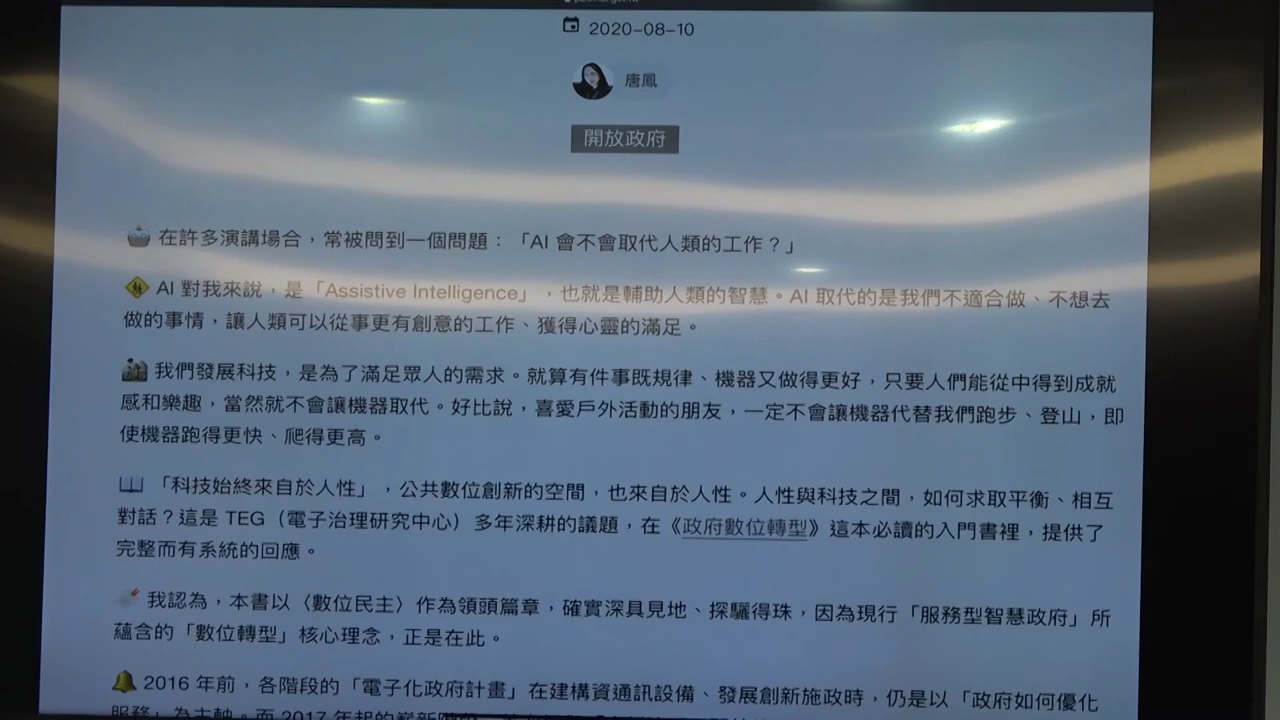 2020-08-10
唐鳳
開放政府
在許多演講場合，常被問到一個問題：「AI 會不會取代人類的工作？」
AI 對我來說，是「Assistive Intelligence」，也就是輔助人類的智慧。AI 取代的是我們不適合做、不想去
做的事情，讓人類可以從事更有創意的工作、獲得心靈的滿足。
我們發展科技，是為了滿足眾人的需求。就算有件事既規律、機器又做得更好，只要人們能從中得到成就
感和樂趣，當然就不會讓機器取代。好比說，喜愛戶外活動的朋友，一定不會讓機器代替我們跑步、登山，即
使機器跑得更快、爬得更高。
「科技始終來自於人性」，公共數位創新的空間，也來自於人性。人性與科技之間，如何求取平衡、相互
對話？這是 TEG（電子治理研究中心）多年深耕的議題，在《政府數位轉型》這本必讀的入門書裡，提供了
完整而有系統的回應。
我認為，本書以〈數位民主〉作為領頭篇章，確實深具見地、探驪得珠，因為現行「服務型智慧政府」所
蘊含的「數位轉型」核心理念，正是在此。
2016 年前，各階段的「電子化政府計畫」在建構資通訊設備、發展創新施政時，仍是以「政府如何優化
服務」為主軸。而 2017 年起的嶄新階段